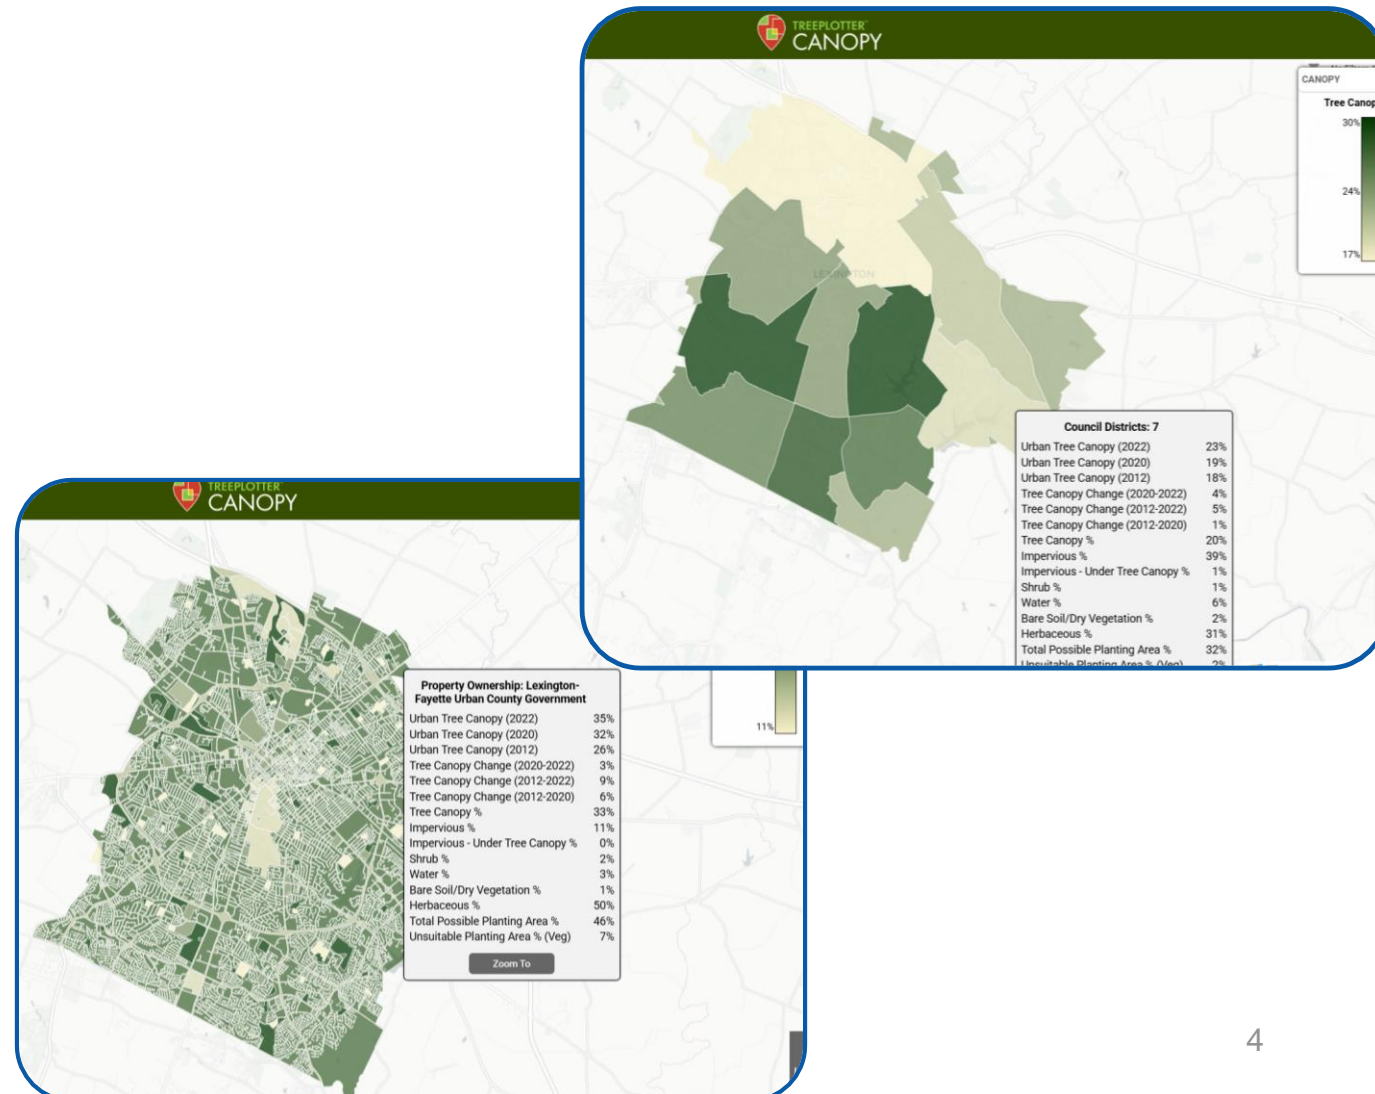 TREEPLOTTER™
CANOPY
CANOPY
Tree Canop
30%
24%
17%
LEXINGTON
Council Districts: 7
Urban Tree Canopy (2022) 23%
Urban Tree Canopy (2020) 19%
Urban Tree Canopy (2012) 18%
Tree Canopy Change (2020-2022) 4%
Tree Canopy Change (2012-2022) 5%
Tree Canopy Change (2012-2020) 1%
Tree Canopy % 20%
Impervious % 39%
Impervious - Under Tree Canopy % 1%
Shrub % 1%
Water % 6%
Bare Soil/Dry Vegetation % 2%
Herbaceous % 31%
Total Possible Planting Area % 32%
Unsuitable Planting Area % (Veg) 2%
TREEPLOTTER™
CANOPY
11%
Property Ownership: Lexington-
Fayette Urban County Government
Urban Tree Canopy (2022) 35%
Urban Tree Canopy (2020) 32%
Urban Tree Canopy (2012) 26%
Tree Canopy Change (2020-2022) 3%
Tree Canopy Change (2012-2022) 9%
Tree Canopy Change (2012-2020) 6%
Tree Canopy % 33%
Impervious % 11%
Impervious - Under Tree Canopy % 0%
Shrub % 2%
Water % 3%
Bare Soil/Dry Vegetation % 1%
Herbaceous % 50%
Total Possible Planting Area % 46%
Unsuitable Planting Area % (Veg) 7%
Zoom To
4